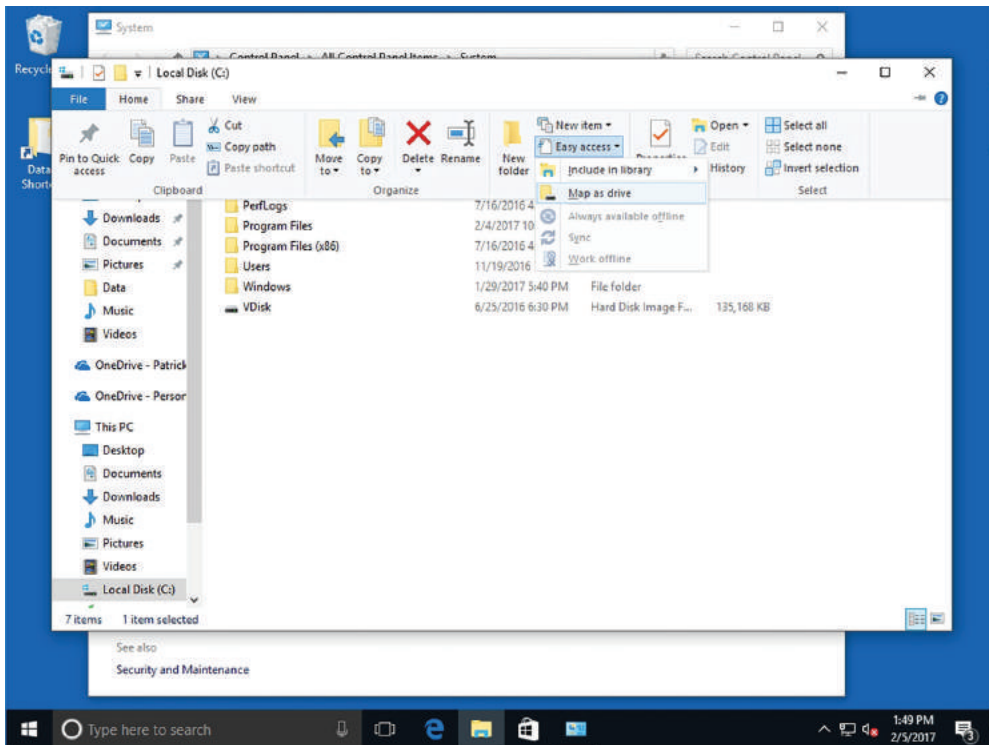 System
Control Panel All Control Panel Items System
Recycle
Local Disk (C:)
File Home Share View
Pin to Quick access
Copy
Paste
Cut
Copy path
Paste shortcut
Clipboard
Move to
Copy to
Delete
Rename
Organize
New folder
New item
Easy access
Include in library
Map as drive
Always available offline
Sync
Work offline
Open
Edit
History
Select all
Select none
Invert selection
Select
Data
Short
Downloads
Documents
Pictures
Data
Music
Videos
OneDrive - Patrick
OneDrive - Person
This PC
Desktop
Documents
Downloads
Music
Pictures
Videos
Local Disk (C:)
PerfLogs 7/16/2016 4
Program Files 2/4/2017 10
Program Files (x86) 7/16/2016 4
Users 11/19/2016
Windows 1/29/2017 5:40 PM File folder
VDisk 6/25/2016 6:30 PM Hard Disk Image F... 135,168 KB
7 items 1 item selected
See also
Security and Maintenance
Type here to search
1:49 PM
2/5/2017
3